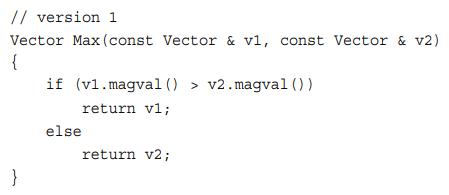 // version 1
Vector Max(const Vector & v1, const Vector & v2)
{
    if (v1.magval() > v2.magval())
        return v1;
    else
        return v2;
}